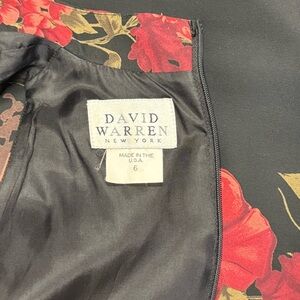 DAVID
WARREN
NEW YORK
MADE IN THE
U.S.A.
6